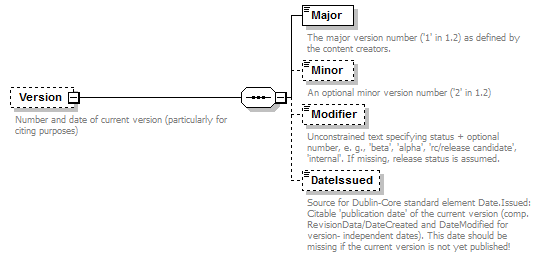 Major
The major version number ('1' in 1.2) as defined by
the content creators.
Minor
An optional minor version number ('2' in 1.2)
Version
Number and date of current version (particularly for
citing purposes)
Modifier
Unconstrained text specifying status + optional
number, e. g., 'beta', 'alpha', 'rc/release candidate',
'internal'. If missing, release status is assumed.
DateIssued
Source for Dublin-Core standard element Date.Issued:
Citable 'publication date' of the current version (comp.
RevisionData/DateCreated and DateModified for
version- independent dates). This date should be
missing if the current version is not yet published!